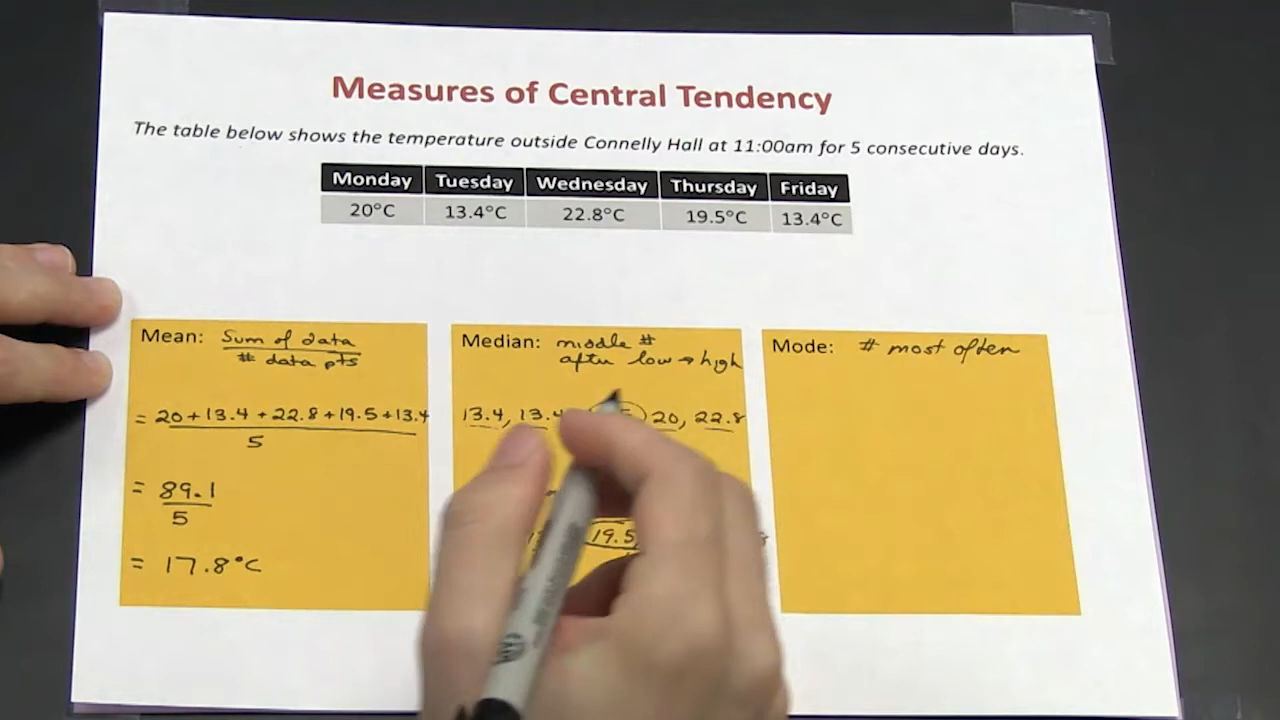 Measures of Central Tendency
The table below shows the temperature outside Connelly Hall at 11:00am for 5 consecutive days.
Monday Tuesday Wednesday Thursday Friday
20°C 13.4°C 22.8°C 19.5°C 13.4°C
Mean: Sum of data
# data pts
= 20 + 13.4 + 22.8 + 19.5 + 13.4
5
= 89.1
5
= 17.8°C
Median: middle #
after low → high
13.4, 13.4 20, 22.8
19.5
Mode: # most often